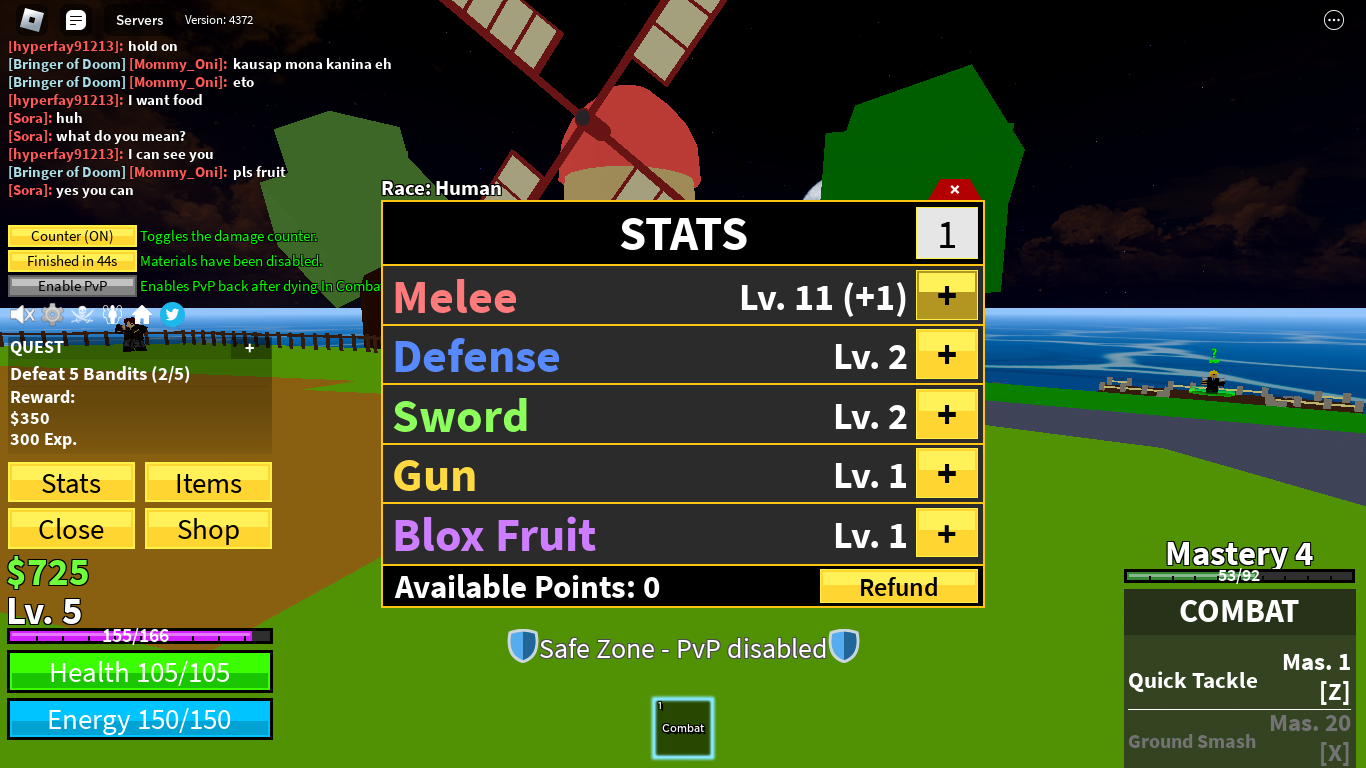 Servers
Version: 4372
[hyperfay91213]: hold on
[Bringer of Doom] [Mommy_Oni]: kausap mona kanina eh
[Bringer of Doom] [Mommy_Oni]: eto
[hyperfay91213]: I want food
[Sora]: huh
[Sora]: what do you mean?
[hyperfay91213]: I can see you
[Bringer of Doom] [Mommy_Oni]: pls fruit
[Sora]: yes you can
Counter (ON) Toggles the damage counter.
Finished in 44s Materials have been disabled.
Enable PvP Enables PvP back after dying In Comba
QUEST +
Defeat 5 Bandits (2/5)
Reward:
$350
300 Exp.
Stats Items
Close Shop
$725
Lv. 5
155/166
Health 105/105
Energy 150/150
Race: Human
×
STATS 1
Melee Lv. 11 (+1) +
Defense Lv. 2 +
Sword Lv. 2 +
Gun Lv. 1 +
Blox Fruit Lv. 1 +
Available Points: 0 Refund
Safe Zone - PvP disabled
1
Combat
?
Mastery 4
53/92
COMBAT
Quick Tackle Mas. 1
[Z]
Ground Smash Mas. 20
[X]